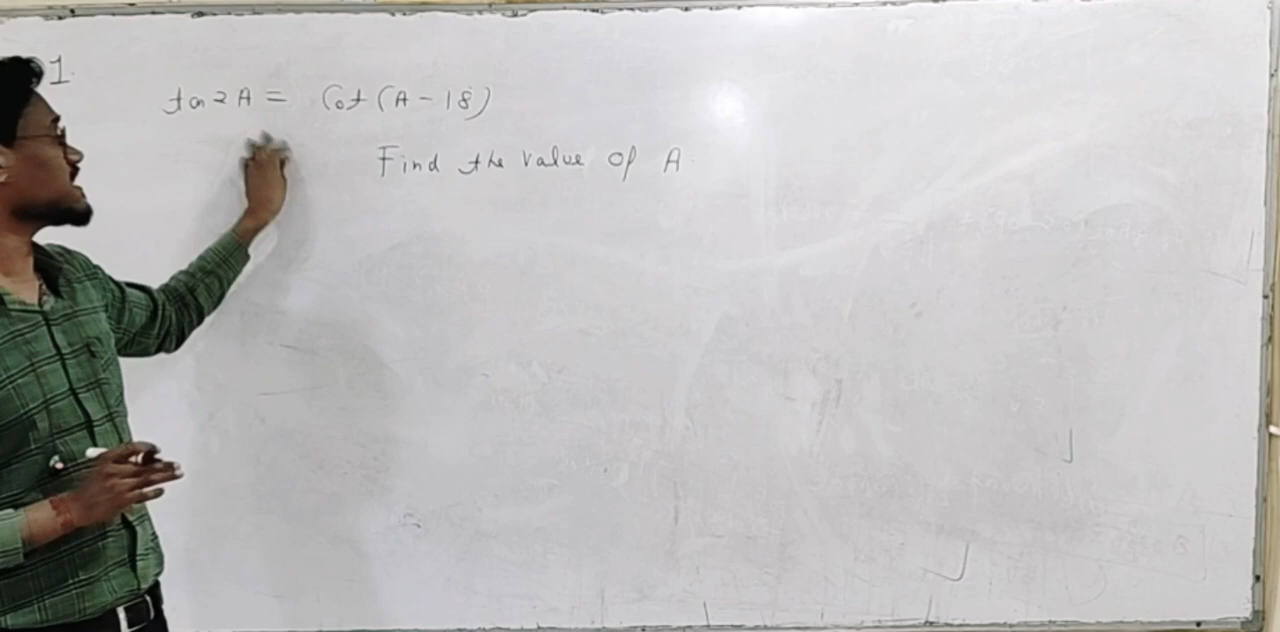 1.
tan 2A = Cot (A - 18°)
Find the value of A.